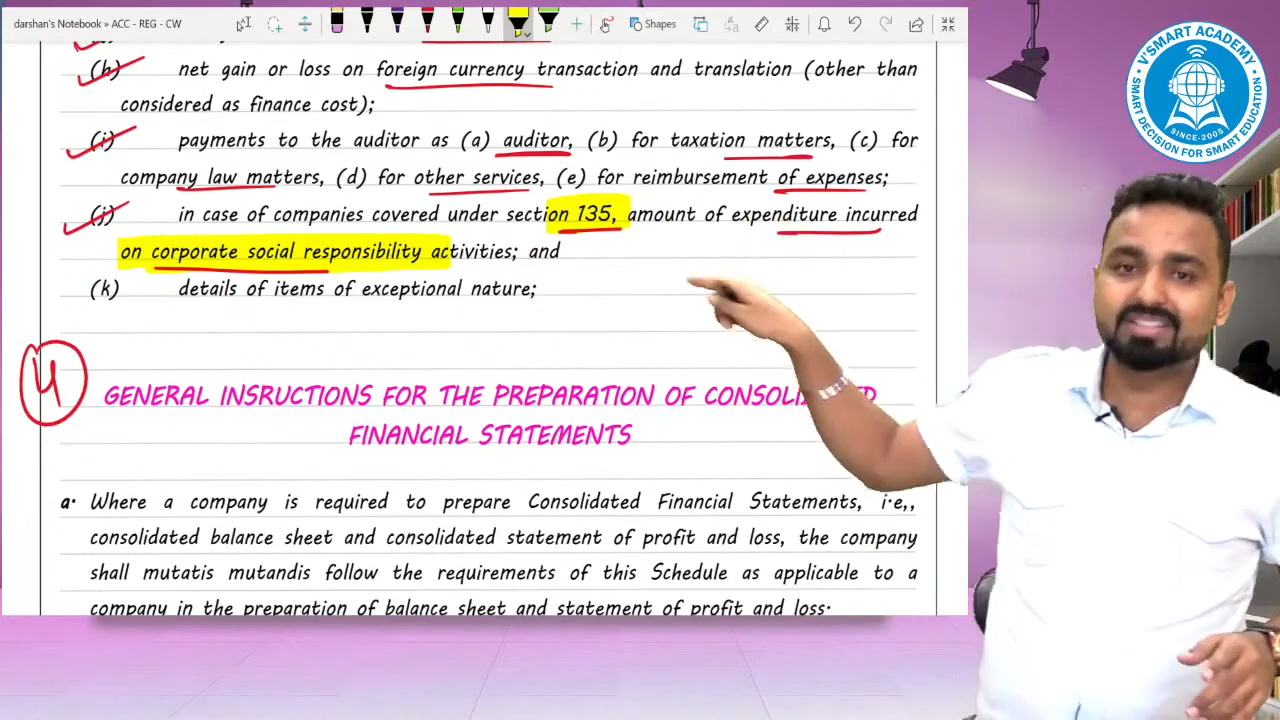 darshan's Notebook » ACC - REG - CW
Shapes
(h) net gain or loss on foreign currency transaction and translation (other than
considered as finance cost);
(i) payments to the auditor as (a) auditor, (b) for taxation matters, (c) for
company law matters, (d) for other services, (e) for reimbursement of expenses;
(j) in case of companies covered under section 135, amount of expenditure incurred
on corporate social responsibility activities; and
(k) details of items of exceptional nature;
4
GENERAL INSRUCTIONS FOR THE PREPARATION OF
FINANCIAL STATEMENTS
a. Where a company is required to prepare Consolidated Financial Statements, i.e.,,
consolidated balance sheet and consolidated statement of profit and loss, the company
shall mutatis mutandis follow the requirements of this Schedule as applicable to a
company in the preparation of balance sheet and statement of profit and loss.
V'SMART ACADEMY
SINCE-2005
SMART DECISION FOR SMART EDUCATION